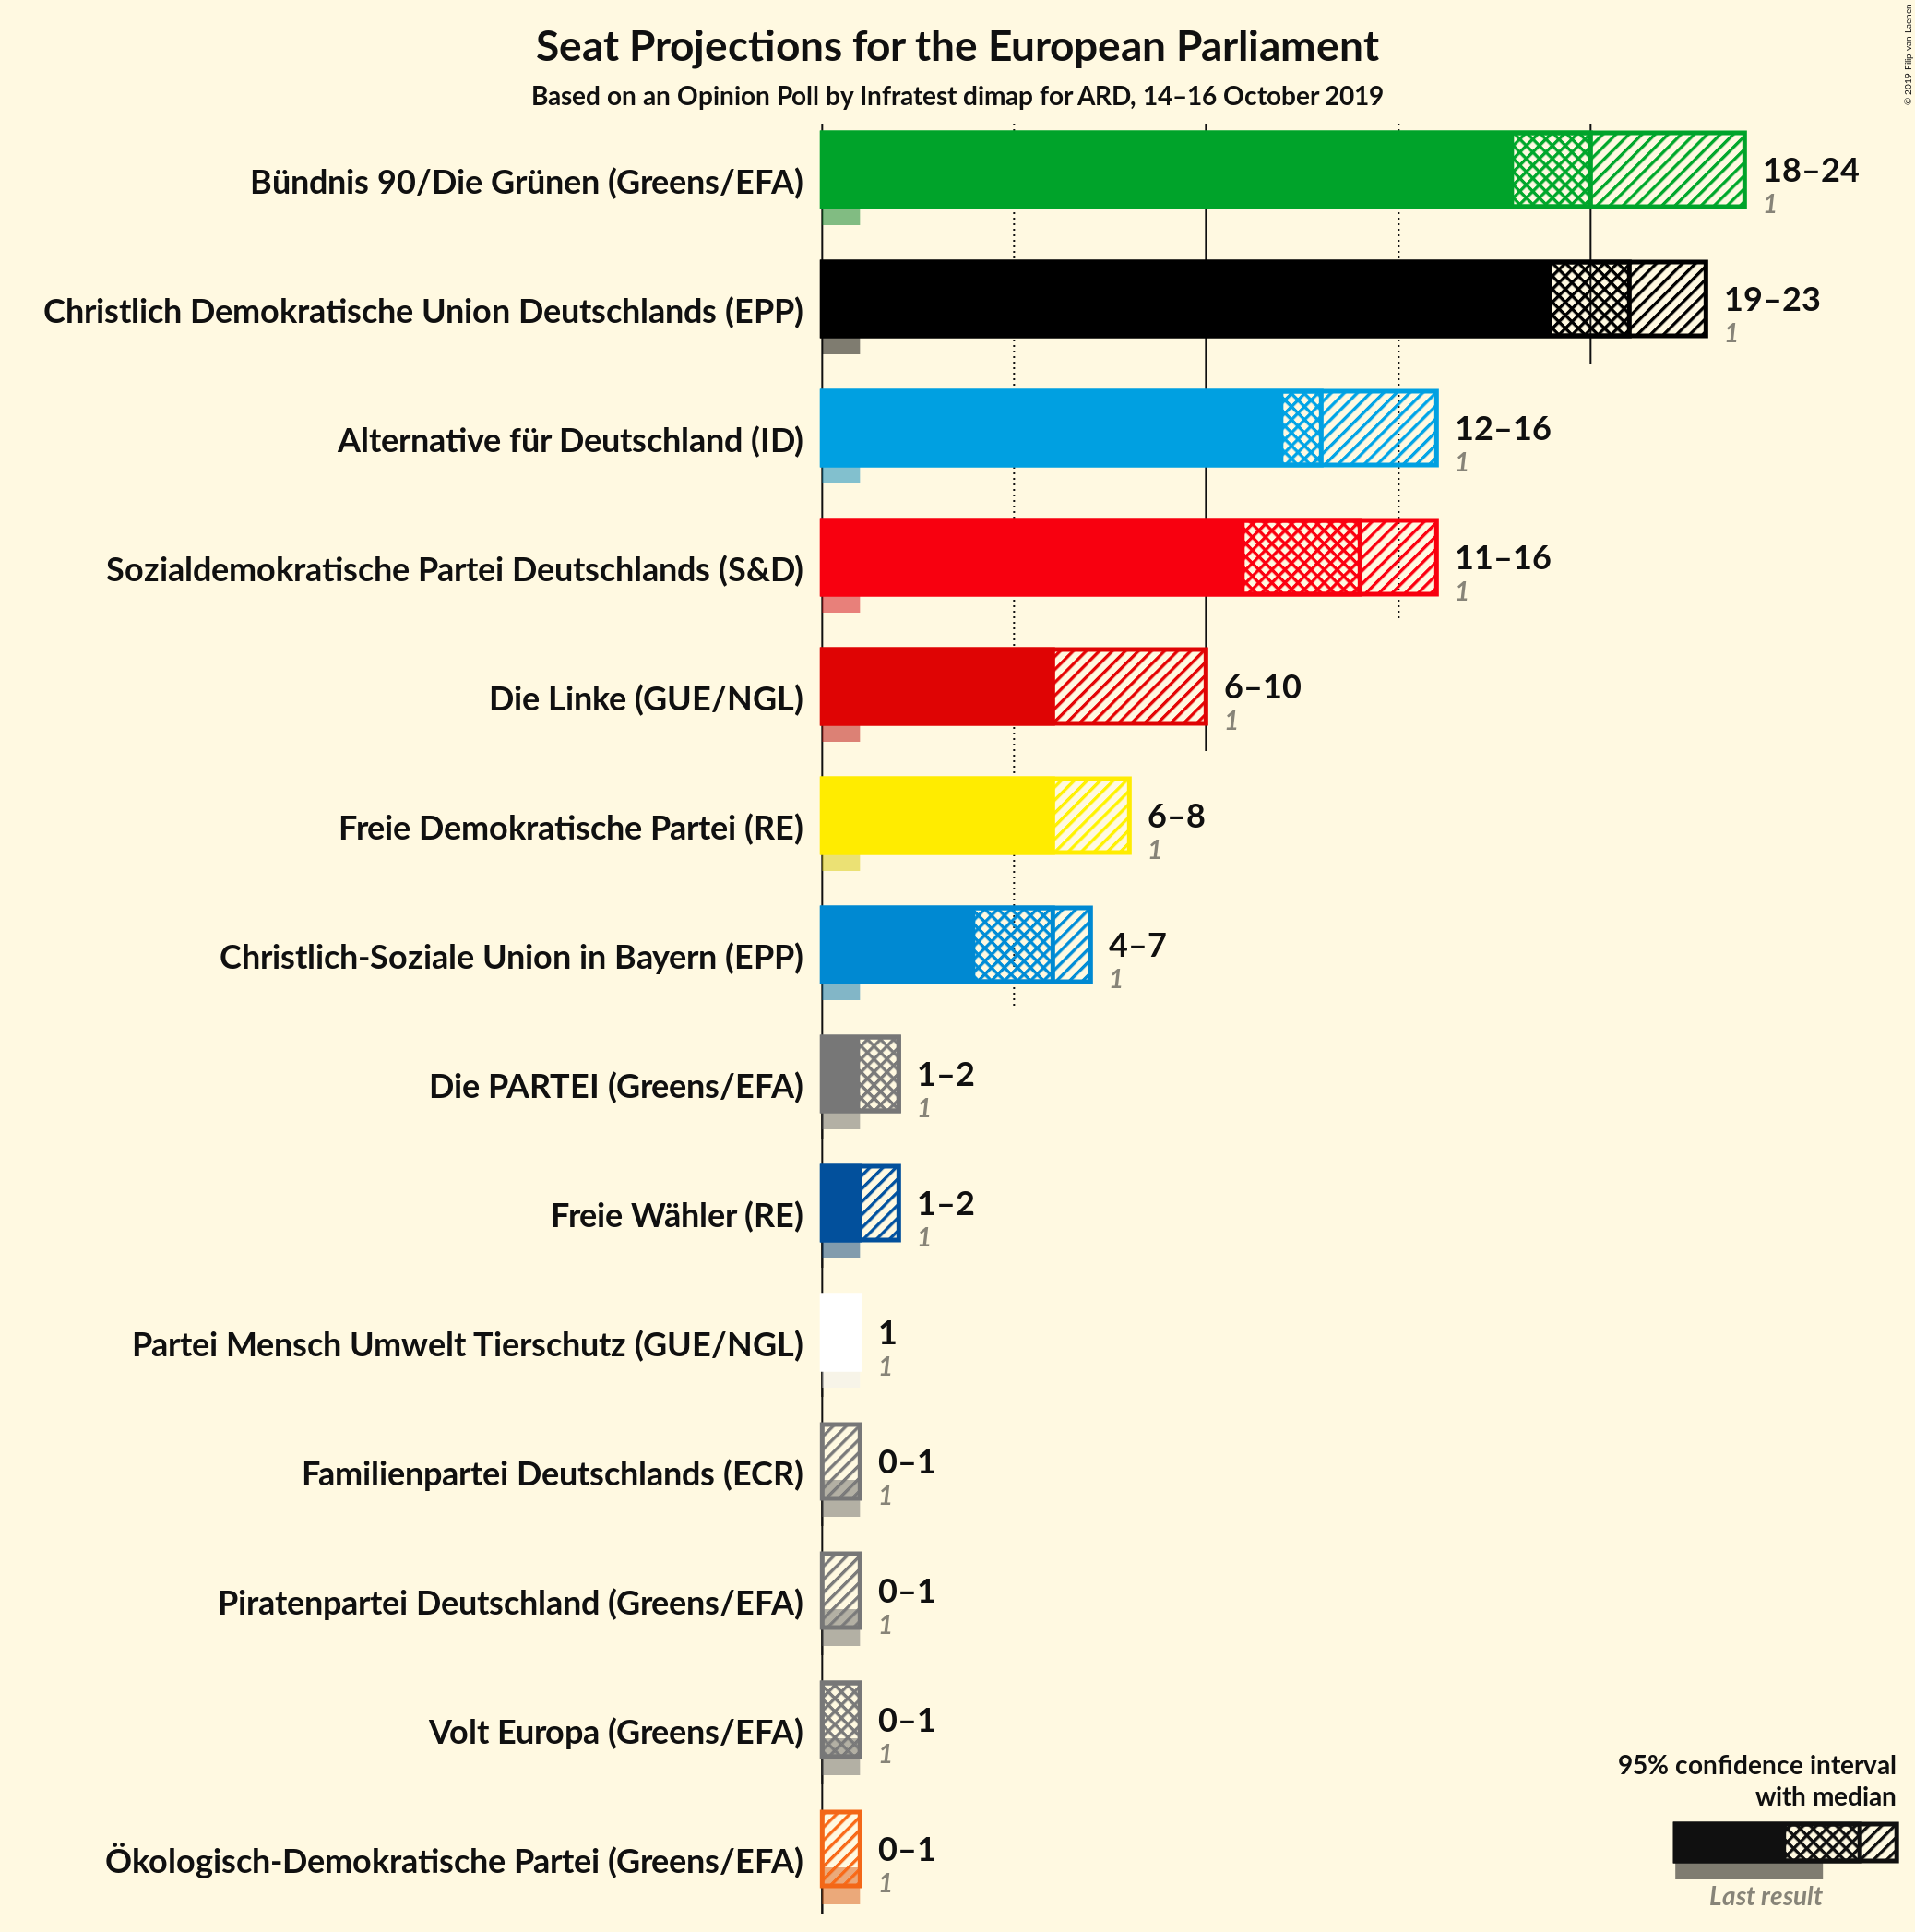 Seat Projections for the European Parliament
Based on an Opinion Poll by Infratest dimap for ARD, 14–16 October 2019
© 2019 Filip van Laenen
Bündnis 90/Die Grünen (Greens/EFA)
18–24
1
Christlich Demokratische Union Deutschlands (EPP)
19–23
1
Alternative für Deutschland (ID)
12–16
1
Sozialdemokratische Partei Deutschlands (S&D)
11–16
1
Die Linke (GUE/NGL)
6–10
1
Freie Demokratische Partei (RE)
6–8
1
Christlich-Soziale Union in Bayern (EPP)
4–7
1
Die PARTEI (Greens/EFA)
1–2
1
Freie Wähler (RE)
1–2
1
Partei Mensch Umwelt Tierschutz (GUE/NGL)
1
1
Familienpartei Deutschlands (ECR)
0–1
1
Piratenpartei Deutschland (Greens/EFA)
0–1
1
Volt Europa (Greens/EFA)
0–1
1
Ökologisch-Demokratische Partei (Greens/EFA)
0–1
1
95% confidence interval
with median
Last result